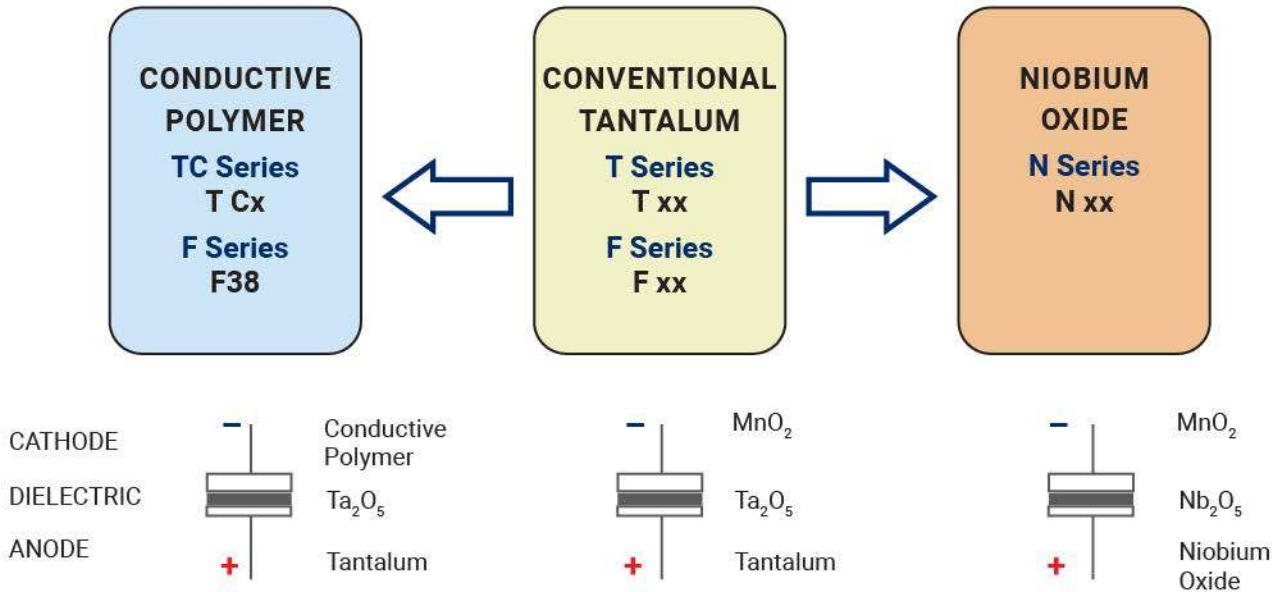 CONDUCTIVE
POLYMER
TC Series
T Cx
F Series
F38
CONVENTIONAL
TANTALUM
T Series
T xx
F Series
F xx
NIOBIUM
OXIDE
N Series
N xx
CATHODE
−
Conductive
Polymer
−
MnO₂
−
MnO₂
DIELECTRIC
Ta₂O₅
Ta₂O₅
Nb₂O₅
ANODE
+
Tantalum
+
Tantalum
+
Niobium
Oxide